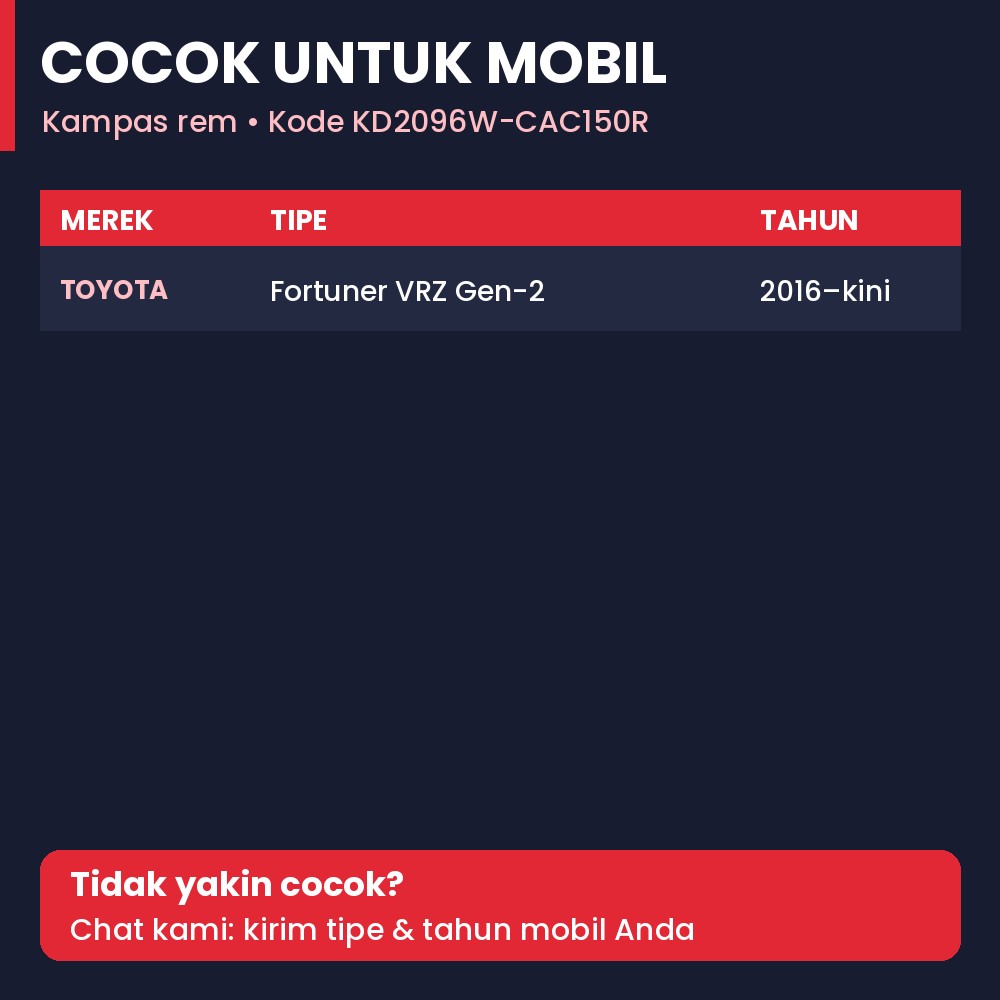 COCOK UNTUK MOBIL
Kampas rem • Kode KD2096W-CAC150R
MEREK TIPE TAHUN
TOYOTA Fortuner VRZ Gen-2 2016–kini
Tidak yakin cocok?
Chat kami: kirim tipe & tahun mobil Anda